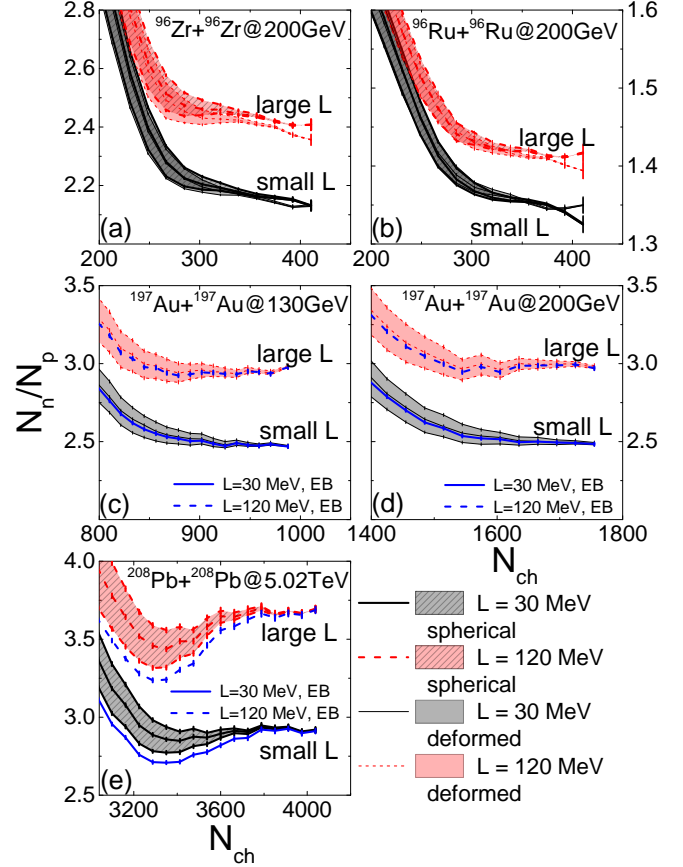 2.8
2.4
2.1
⁹⁶Zr+⁹⁶Zr@200GeV
large L
small L
(a)
200 300 400
1.6
1.5
1.4
1.3
⁹⁶Ru+⁹⁶Ru@200GeV
large L
small L
(b)
200 300 400
Nₙ/Nₚ
3.5
3.0
2.5
¹⁹⁷Au+¹⁹⁷Au@130GeV
large L
small L
L=30 MeV, EB
L=120 MeV, EB
(c)
800 900 1000
3.5
3.0
2.5
¹⁹⁷Au+¹⁹⁷Au@200GeV
large L
small L
L=30 MeV, EB
L=120 MeV, EB
(d)
1400 1600 1800
N_ch
4.0
3.5
3.0
2.5
²⁰⁸Pb+²⁰⁸Pb@5.02TeV
large L
L=30 MeV, EB
L=120 MeV, EB
small L
(e)
3200 3600 4000
N_ch
L = 30 MeV
spherical
L = 120 MeV
spherical
L = 30 MeV
deformed
L = 120 MeV
deformed